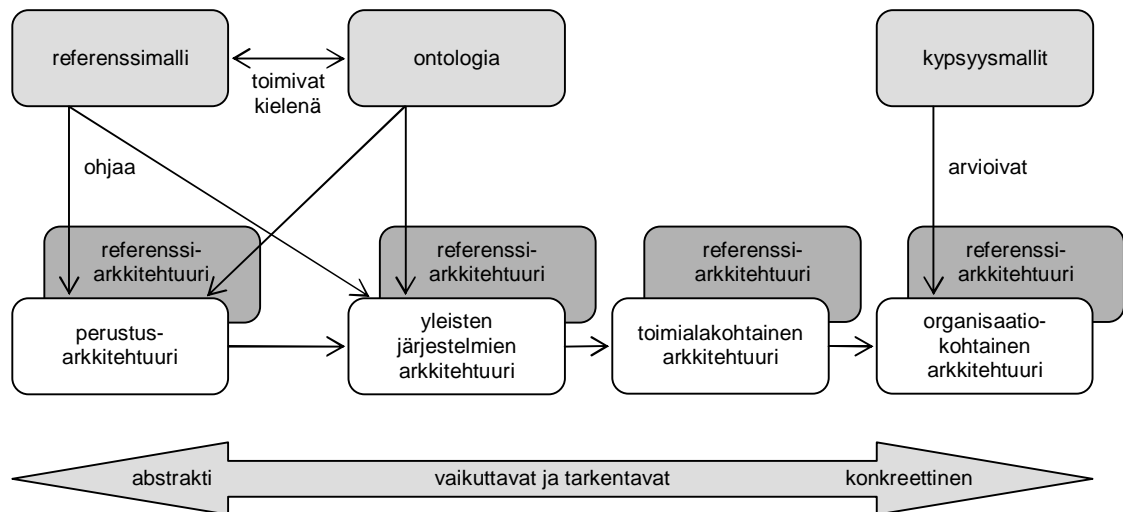 referenssimalli
ontologia
kypsyysmallit
toimivat
kielenä
ohjaa
arvioivat
referenssi-
arkkitehtuuri
referenssi-
arkkitehtuuri
referenssi-
arkkitehtuuri
referenssi-
arkkitehtuuri
perustus-
arkkitehtuuri
yleisten
järjestelmien
arkkitehtuuri
toimialakohtainen
arkkitehtuuri
organisaatio-
kohtainen
arkkitehtuuri
abstrakti
vaikuttavat ja tarkentavat
konkreettinen